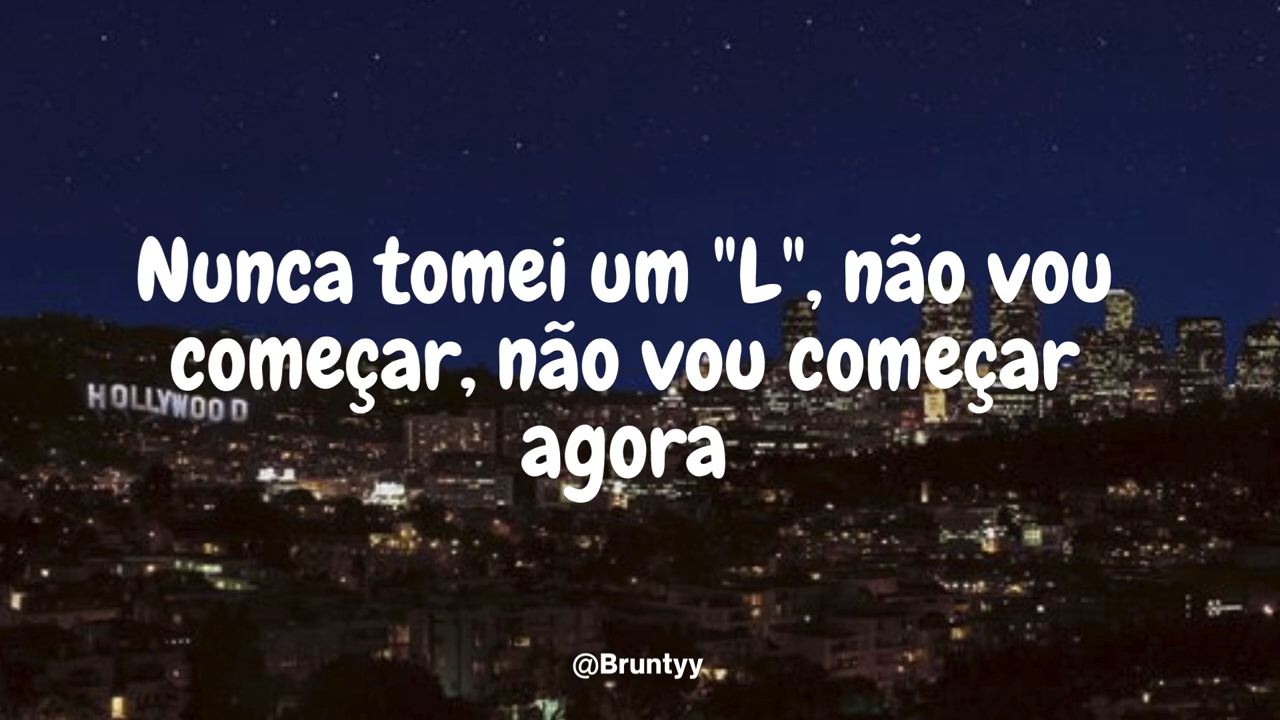 Nunca tomei um "L", não vou
começar, não vou começar
agora
HOLLYWOOD
@Bruntyy